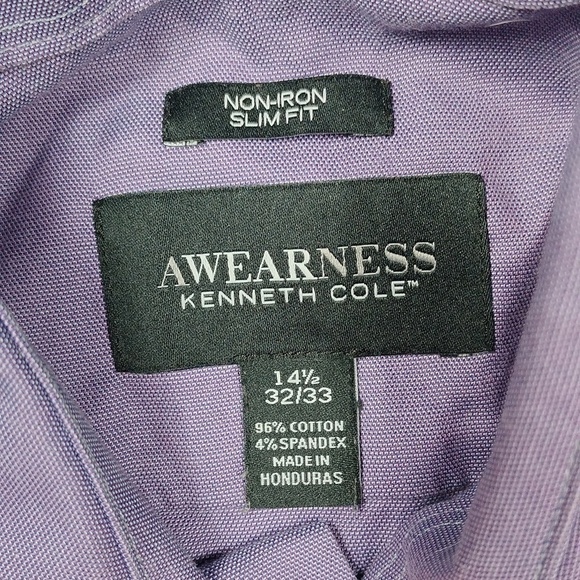 NON-IRON
SLIM FIT
AWEARNESS
KENNETH COLE™
14½
32/33
96% COTTON
4% SPANDEX
MADE IN
HONDURAS